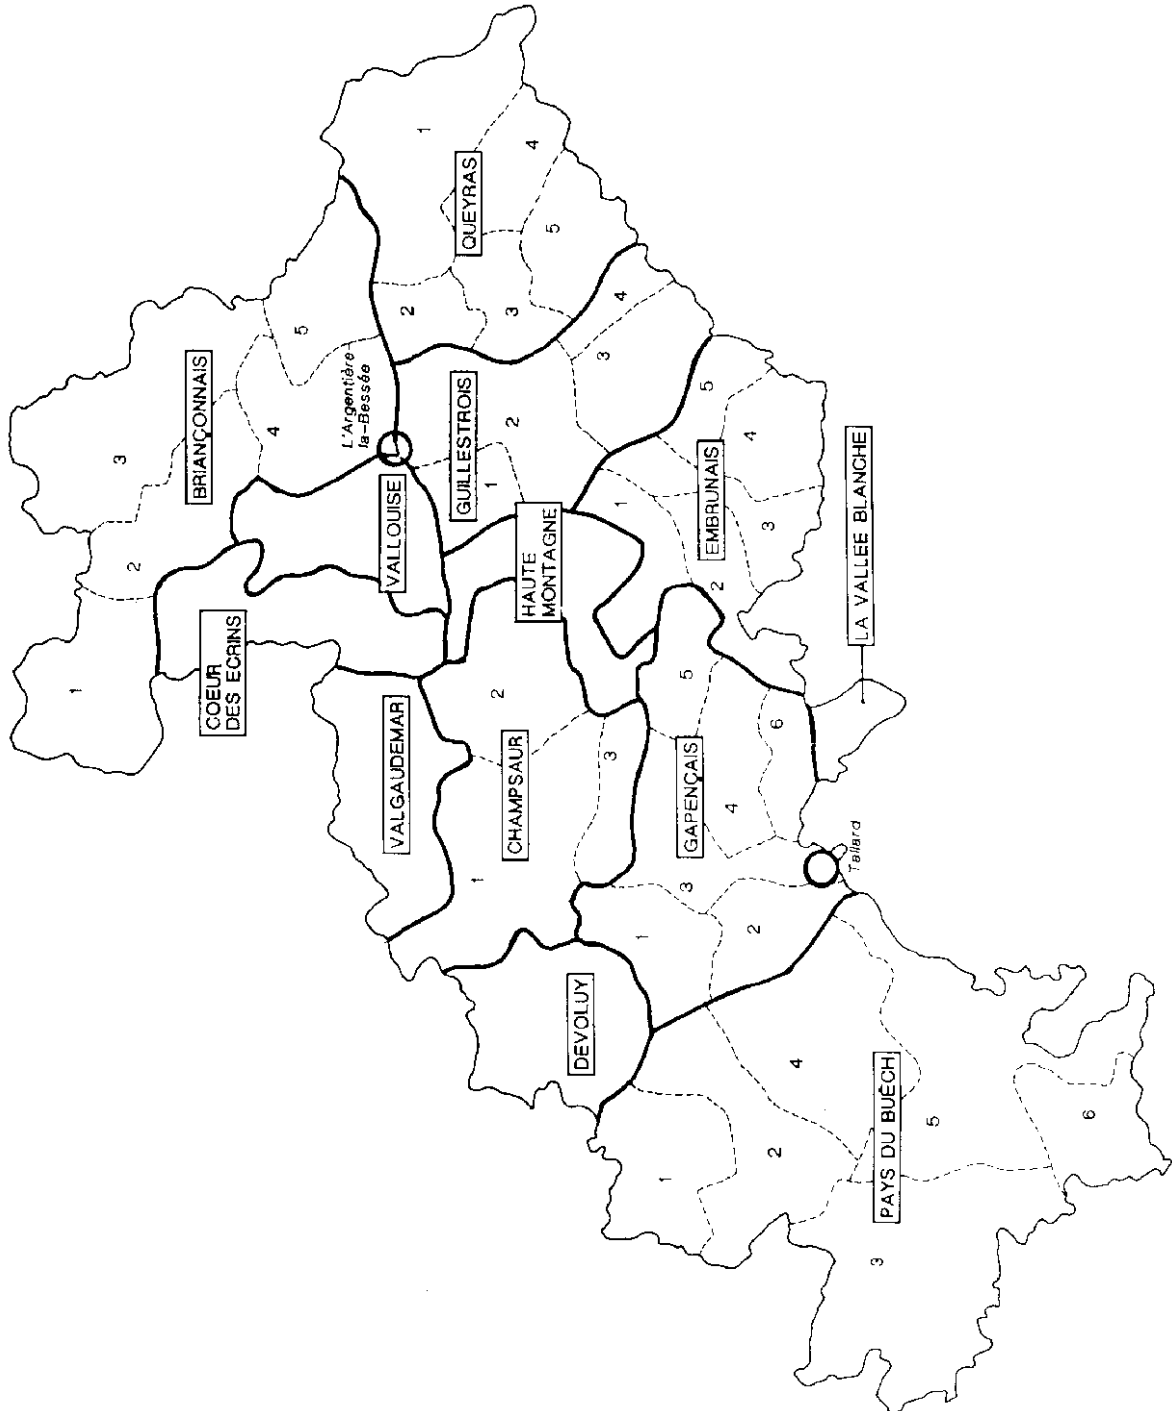 BRIANÇONNAIS
1
2
3
4
5
COEUR
DES ECRINS
L'Argentière-
la-Bessée
VALLOUISE
VALGAUDEMAR
QUEYRAS
1
2
3
4
5
GUILLESTROIS
1
2
3
4
HAUTE
MONTAGNE
CHAMPSAUR
1
2
3
DEVOLUY
EMBRUNAIS
1
2
3
4
5
GAPENÇAIS
1
2
3
4
5
6
Tallard
LA VALLEE BLANCHE
PAYS DU BUËCH
1
2
3
4
5
6